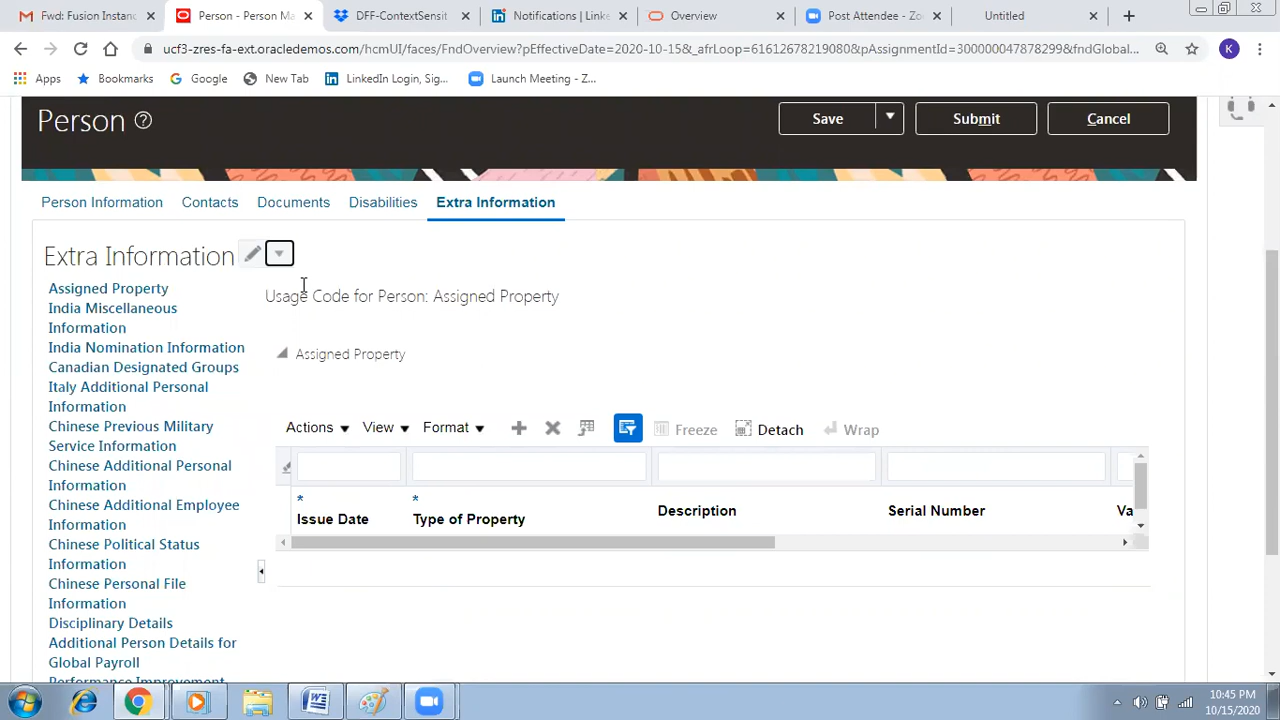 Fwd: Fusion Instanc
Person - Person Ma
DFF-ContextSensit
Notifications | Linke
Overview
Post Attendee - Zo
Untitled
ucf3-zres-fa-ext.oracledemos.com/hcmUI/faces/FndOverview?pEffectiveDate=2020-10-15&_afrLoop=6161267219081&pAssignmentId=300000047878299&fndGlobal...
K
Apps
Bookmarks
Google
New Tab
LinkedIn Login, Sig...
Launch Meeting - Z...
Person
Save
Submit
Cancel
Person Information
Contacts
Documents
Disabilities
Extra Information
Extra Information
Assigned Property
India Miscellaneous
Information
India Nomination Information
Canadian Designated Groups
Italy Additional Personal
Information
Chinese Previous Military
Service Information
Chinese Additional Personal
Information
Chinese Additional Employee
Information
Chinese Political Status
Information
Chinese Personal File
Information
Disciplinary Details
Additional Person Details for
Global Payroll
Performance Improvement
Usage Code for Person: Assigned Property
Assigned Property
Actions
View
Format
Freeze
Detach
Wrap
* Issue Date
* Type of Property
Description
Serial Number
Va
10:45 PM
10/15/2020